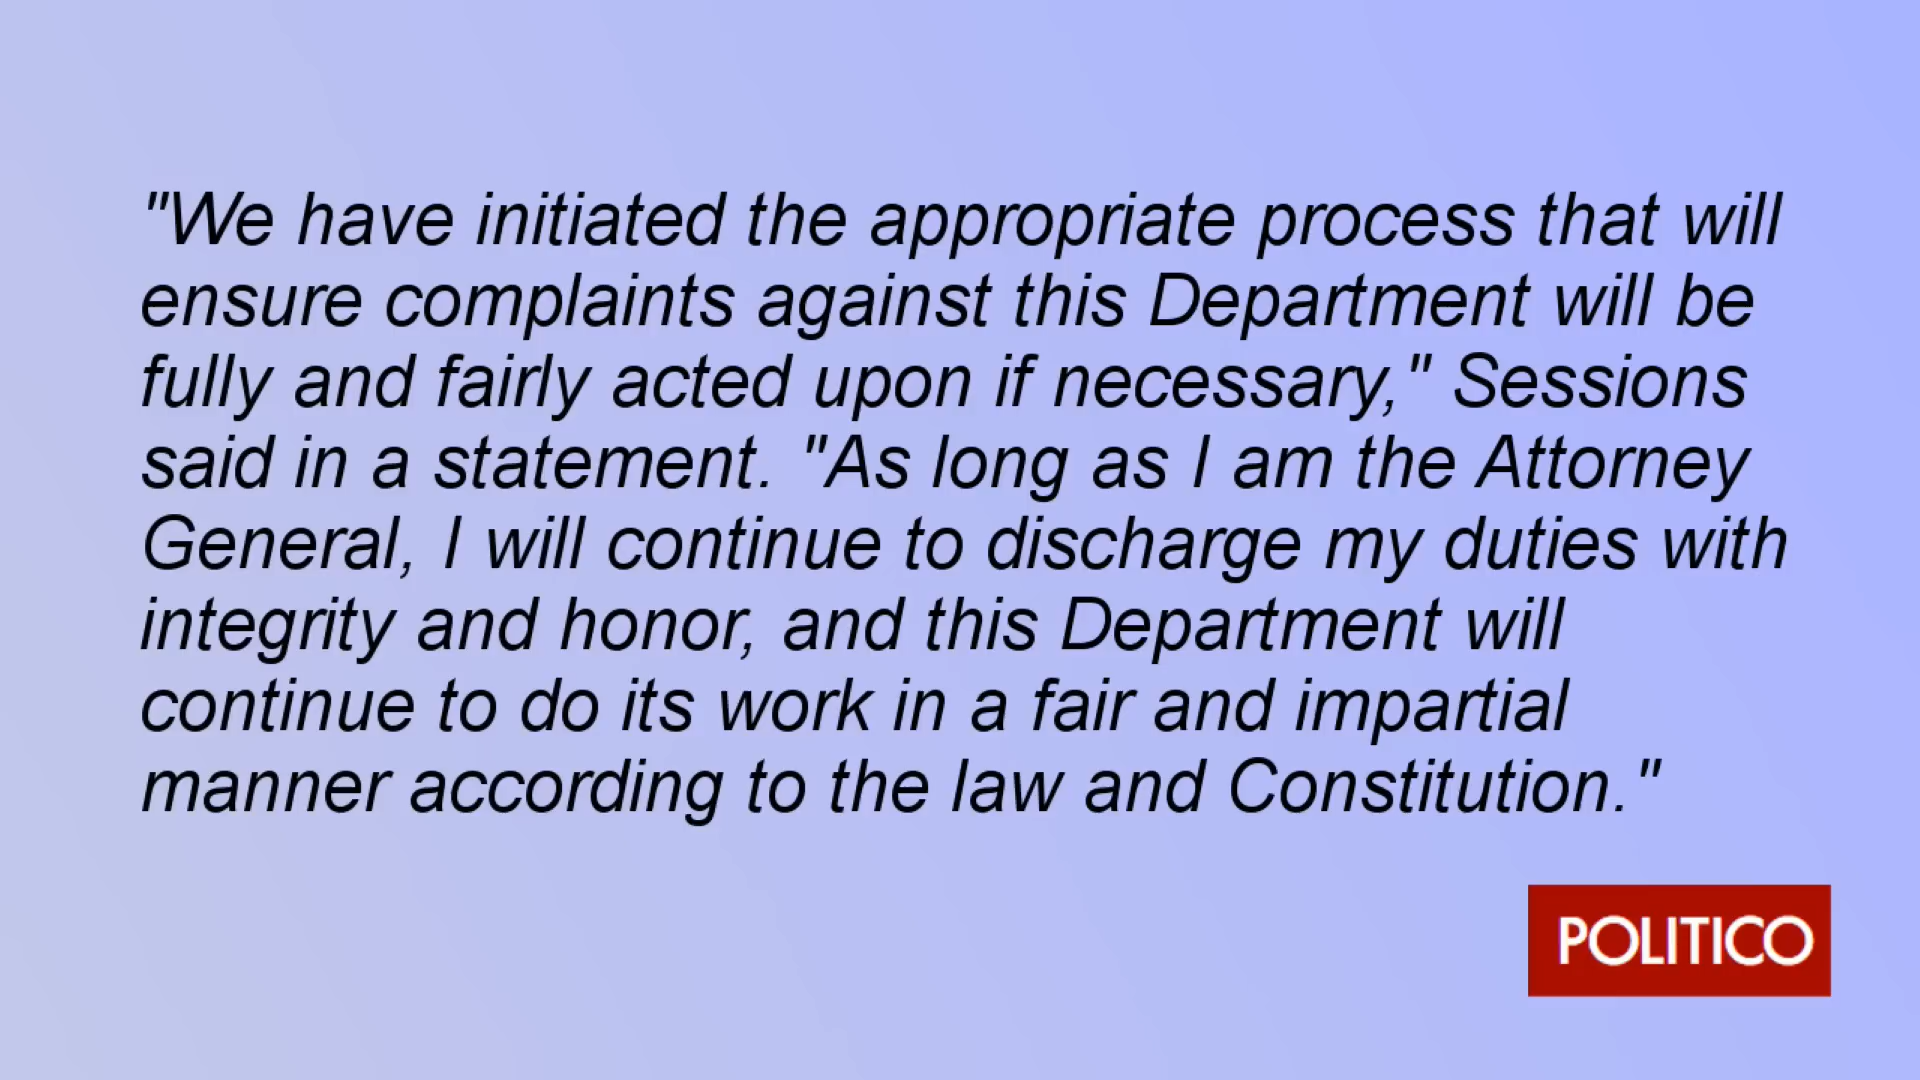 "We have initiated the appropriate process that will
ensure complaints against this Department will be
fully and fairly acted upon if necessary," Sessions
said in a statement. "As long as I am the Attorney
General, I will continue to discharge my duties with
integrity and honor, and this Department will
continue to do its work in a fair and impartial
manner according to the law and Constitution."
POLITICO